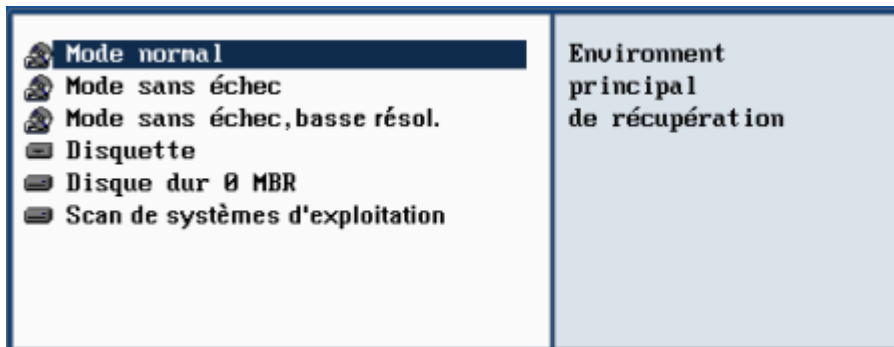 Mode normal
Mode sans échec
Mode sans échec,basse résol.
Disquette
Disque dur 0 MBR
Scan de systèmes d'exploitation
Environnent
principal
de récupération